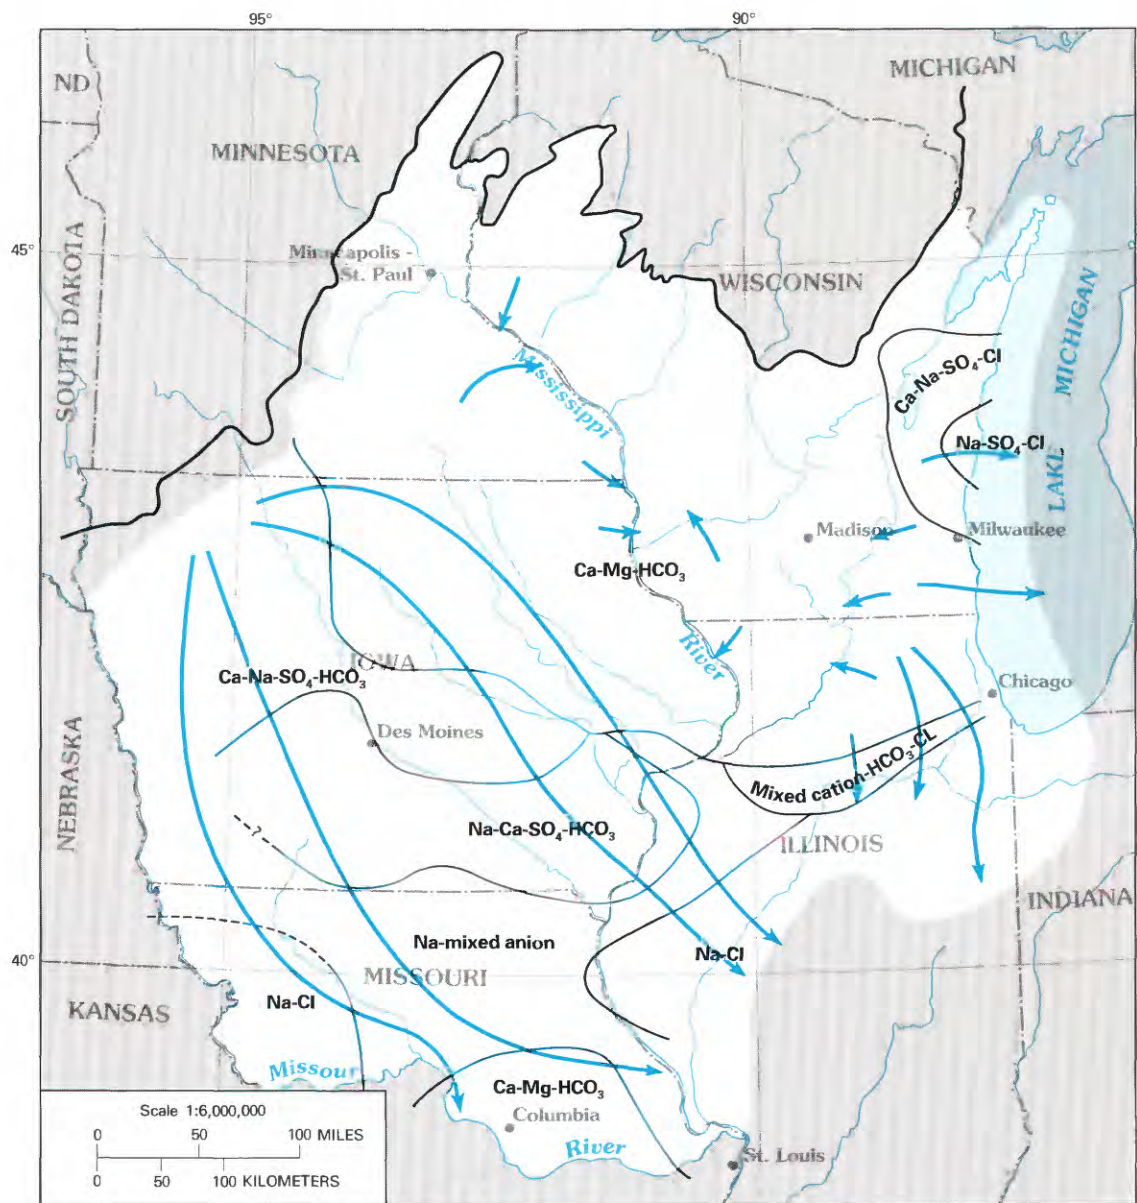 95°
90°
ND
MICHIGAN
MINNESOTA
SOUTH DAKOTA
45°
Minneapolis -
St. Paul
?
WISCONSIN
MICHIGAN
LAKE
Mississippi
Ca-Na-SO₄-Cl
Na-SO₄-Cl
Madison
Milwaukee
Ca-Mg-HCO₃
River
IOWA
Ca-Na-SO₄-HCO₃
Chicago
Des Moines
NEBRASKA
Mixed cation-HCO₃-CL
Na-Ca-SO₄-HCO₃
?
ILLINOIS
INDIANA
Na-mixed anion
Na-Cl
40°
MISSOURI
Na-Cl
KANSAS
Missour
Ca-Mg-HCO₃
Columbia
River
St. Louis
Scale 1:6,000,000
0 50 100 MILES
0 50 100 KILOMETERS